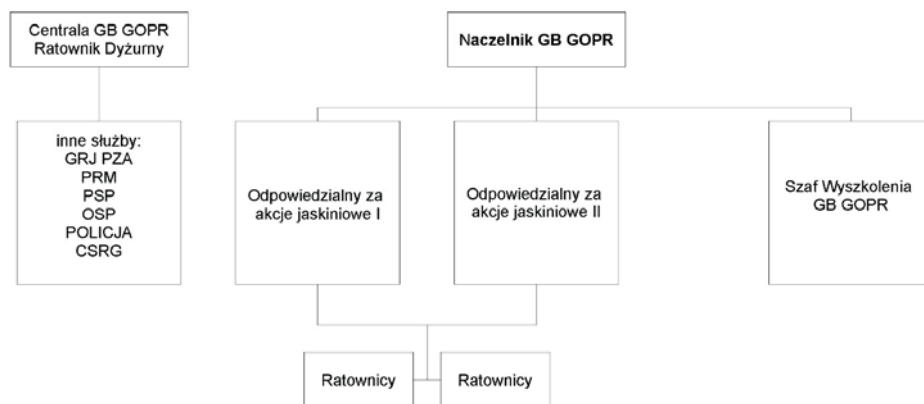 Centrala GB GOPR
Ratownik Dyżurny
Naczelnik GB GOPR
inne służby:
GRJ PZA
PRM
PSP
OSP
POLICJA
CSRG
Odpowiedzialny za
akcje jaskiniowe I
Odpowiedzialny za
akcje jaskiniowe II
Szaf Wyszkolenia
GB GOPR
Ratownicy
Ratownicy